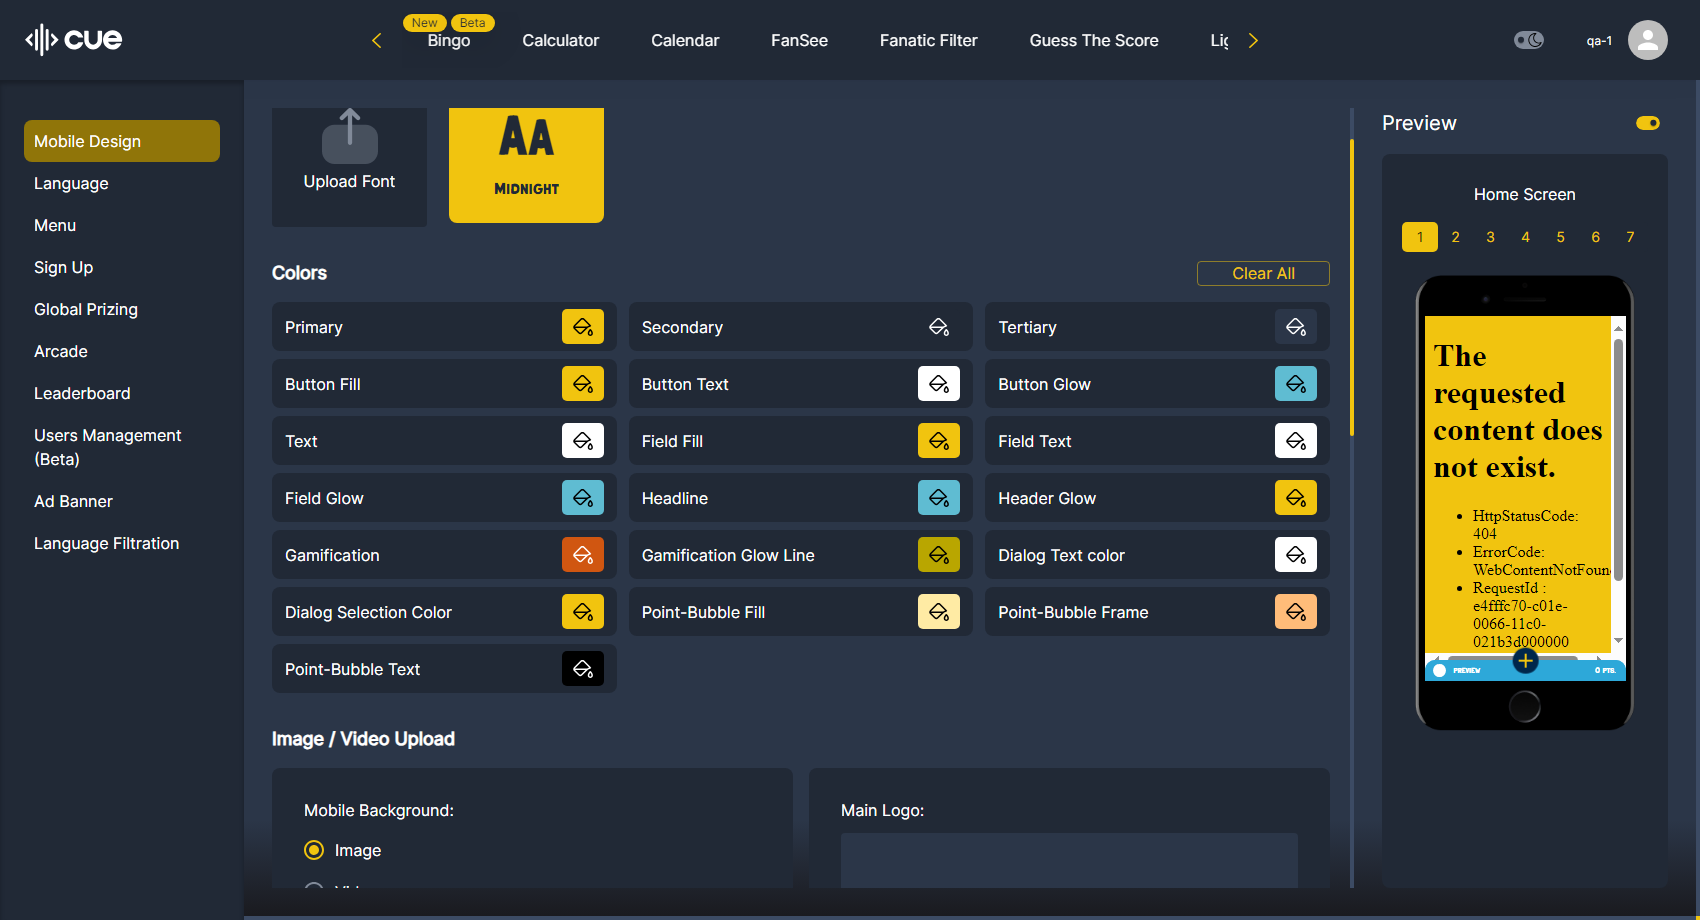 cue
New
Beta
Bingo
Calculator
Calendar
FanSee
Fanatic Filter
Guess The Score
qa-1
Mobile Design
Language
Menu
Sign Up
Global Prizing
Arcade
Leaderboard
Users Management
(Beta)
Ad Banner
Language Filtration
Upload Font
AA
MIDNIGHT
Colors
Clear All
Primary
Secondary
Tertiary
Button Fill
Button Text
Button Glow
Text
Field Fill
Field Text
Field Glow
Headline
Header Glow
Gamification
Gamification Glow Line
Dialog Text color
Dialog Selection Color
Point-Bubble Fill
Point-Bubble Frame
Point-Bubble Text
Image / Video Upload
Mobile Background:
Image
Main Logo:
Preview
Home Screen
1 2 3 4 5 6 7
The
requested
content does
not exist.
HttpStatusCode:
404
ErrorCode:
RequestId :
e4fffc70-c01e-
0066-11c0-
021b3d000000
PREVIEW
0 PTS.